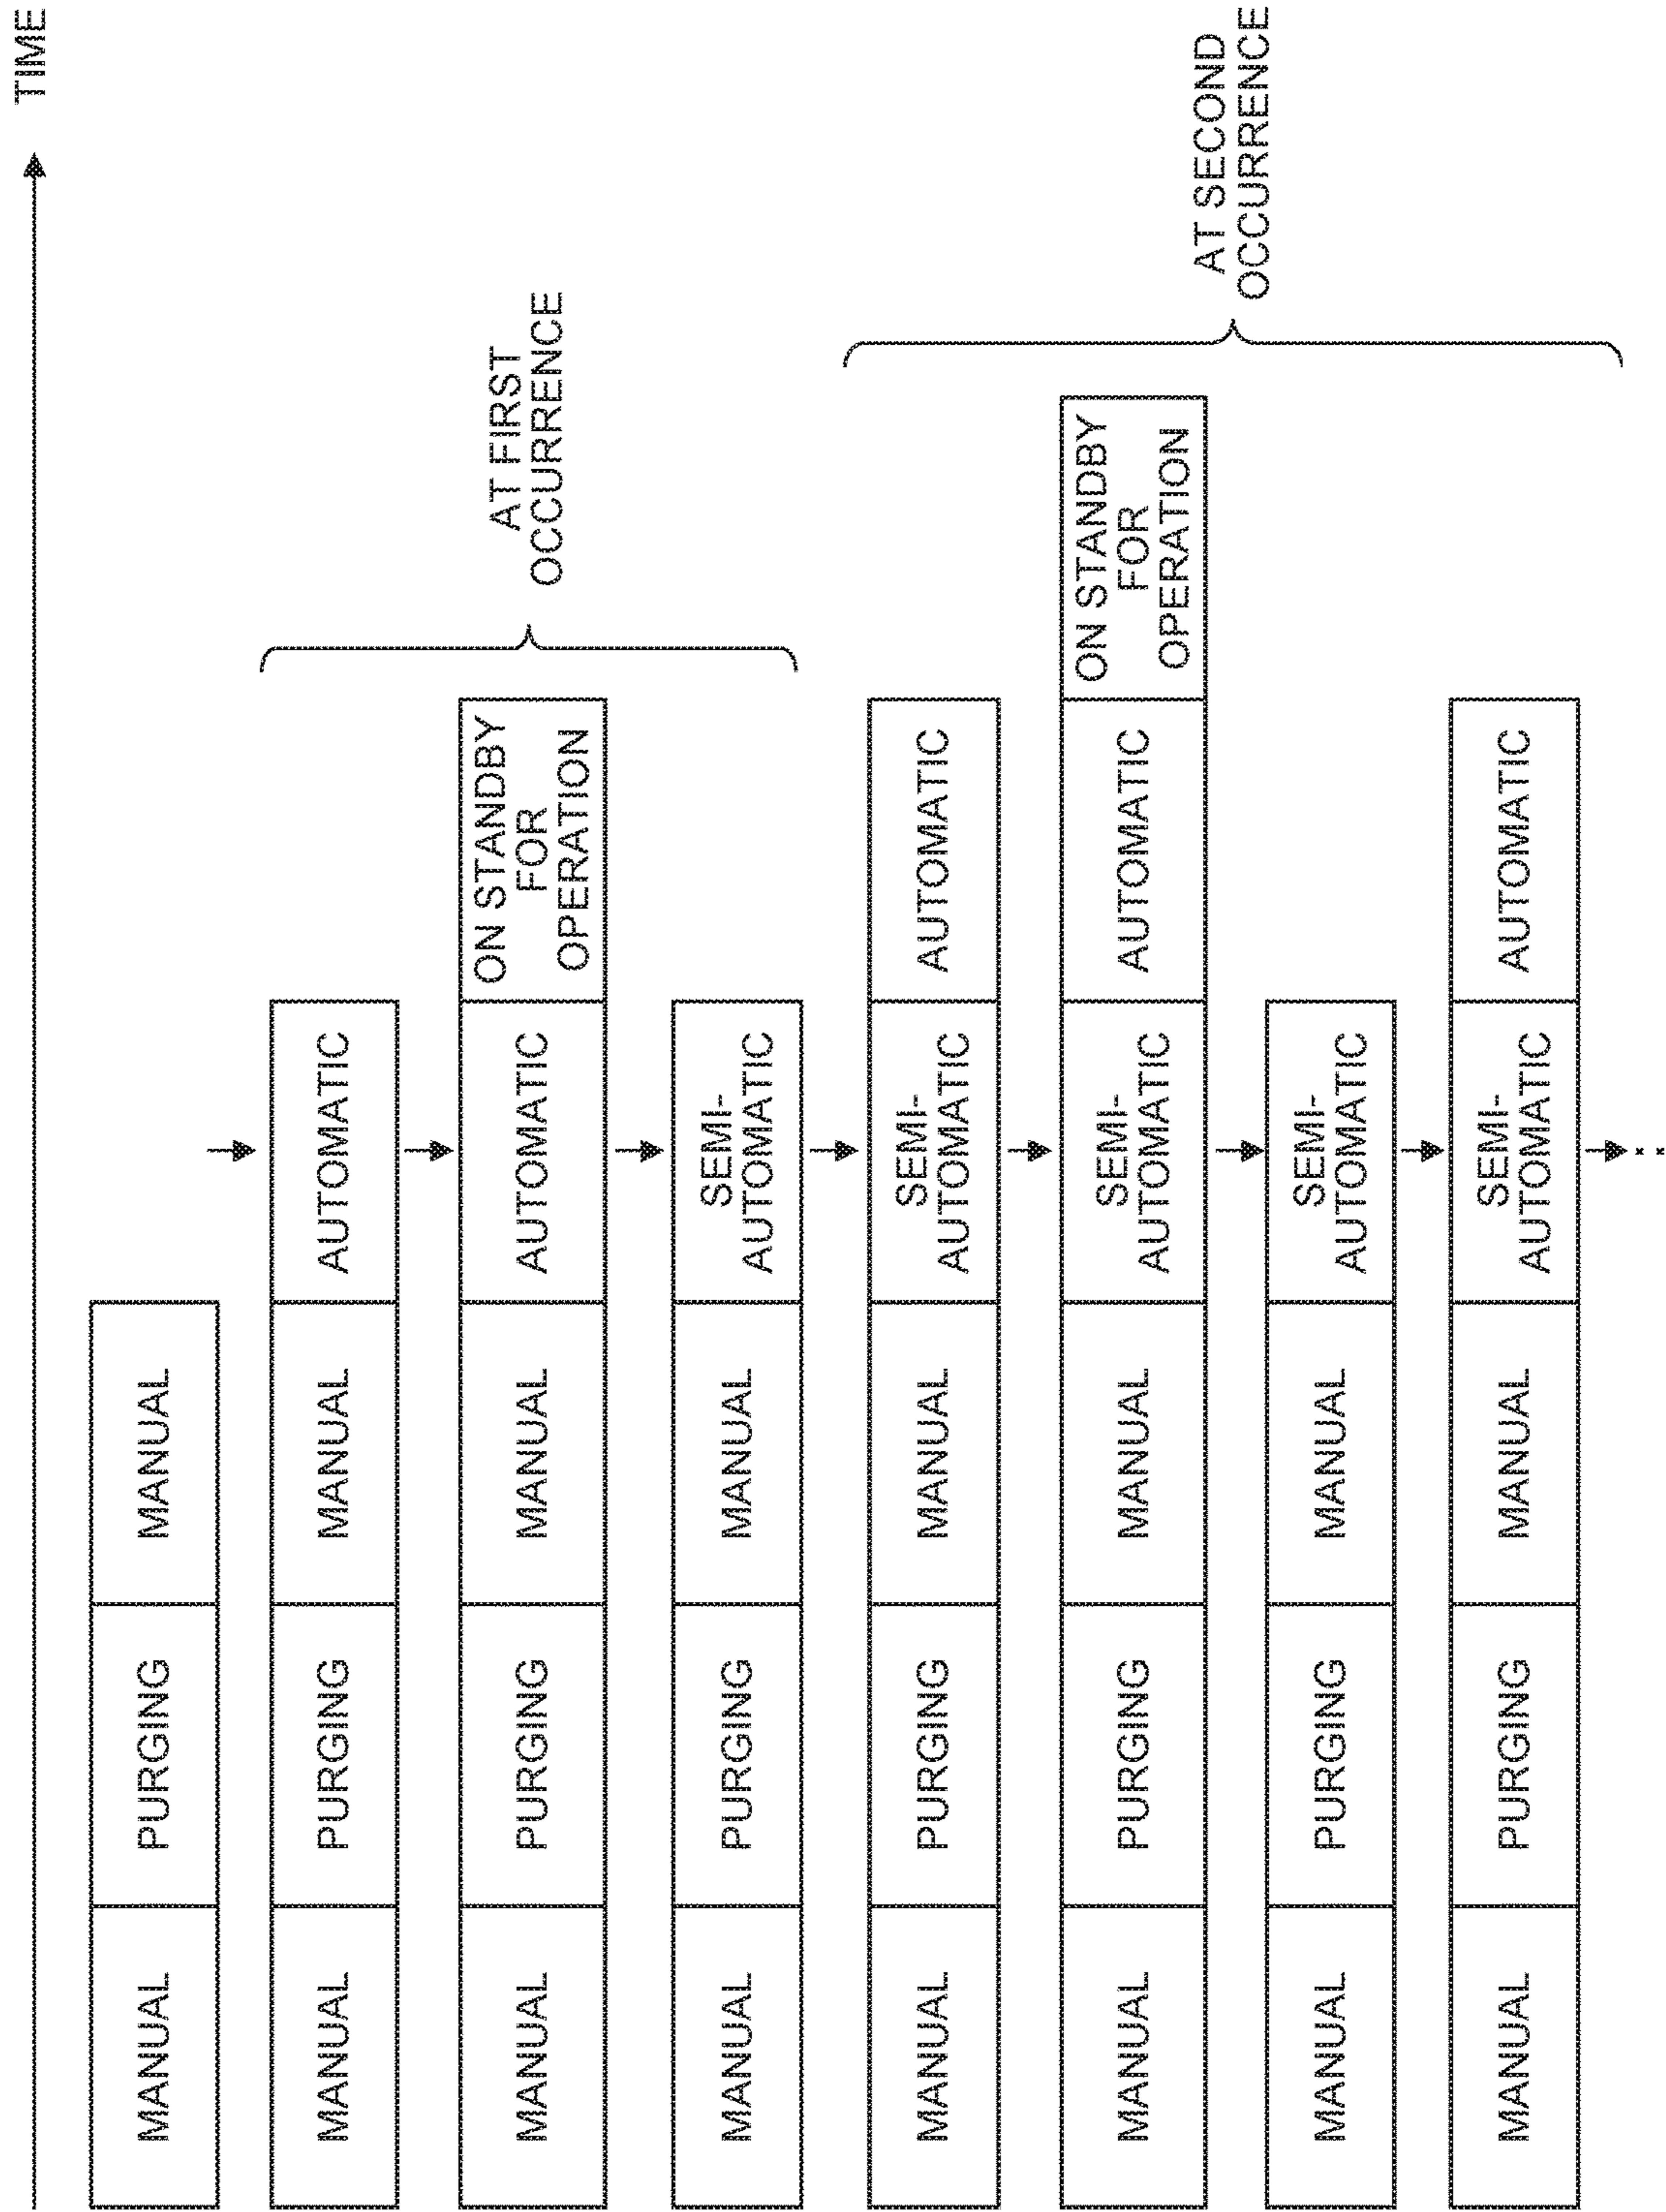 TIME
MANUAL
PURGING
MANUAL
MANUAL
PURGING
MANUAL
AUTOMATIC
MANUAL
PURGING
MANUAL
AUTOMATIC
ON STANDBY
FOR
OPERATION
AT FIRST
OCCURRENCE
MANUAL
PURGING
MANUAL
SEMI-
AUTOMATIC
MANUAL
PURGING
MANUAL
SEMI-
AUTOMATIC
AUTOMATIC
MANUAL
PURGING
MANUAL
SEMI-
AUTOMATIC
AUTOMATIC
ON STANDBY
FOR
OPERATION
AT SECOND
OCCURRENCE
MANUAL
PURGING
MANUAL
SEMI-
AUTOMATIC
MANUAL
PURGING
MANUAL
SEMI-
AUTOMATIC
AUTOMATIC